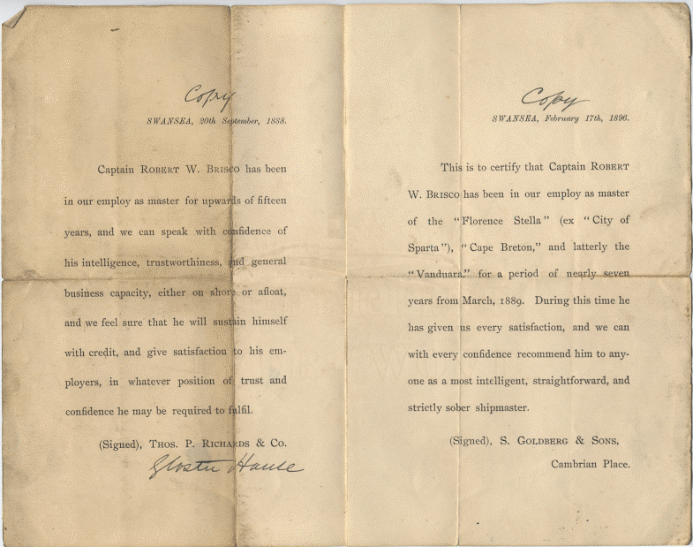 Copy
SWANSEA, 20th September, 1888.
Captain ROBERT W. BRISCO has been
in our employ as master for upwards of fifteen
years, and we can speak with confidence of
his intelligence, trustworthiness, and general
business capacity, either on shore or afloat,
and we feel sure that he will sustain himself
with credit, and give satisfaction to his em-
ployers, in whatever position of trust and
confidence he may be required to fulfil.
(Signed), THOS. P. RICHARDS & CO.
Gloster House
Copy
SWANSEA, February 17th, 1896.
This is to certify that Captain ROBERT
W. BRISCO has been in our employ as master
of the "Florence Stella" (ex "City of
Sparta"), "Cape Breton," and latterly the
"Vanduara," for a period of nearly seven
years from March, 1889. During this time he
has given us every satisfaction, and we can
with every confidence recommend him to any-
one as a most intelligent, straightforward, and
strictly sober shipmaster.
(Signed), S. GOLDBERG & SONS,
Cambrian Place.